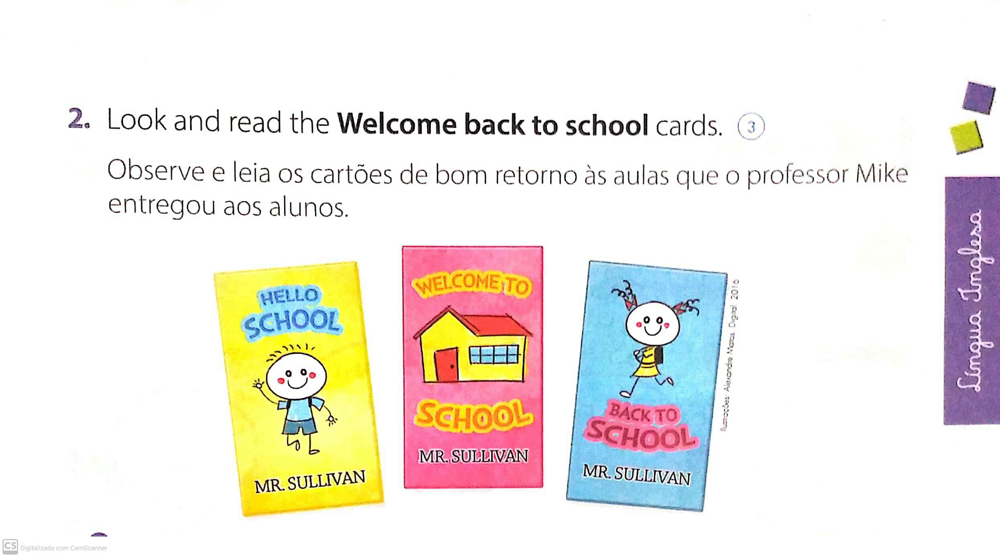 2. Look and read the Welcome back to school cards. 3
Observe e leia os cartões de bom retorno às aulas que o professor Mike
entregou aos alunos.
HELLO
SCHOOL
MR. SULLIVAN
WELCOME TO
SCHOOL
MR. SULLIVAN
BACK TO
SCHOOL
MR. SULLIVAN
Ilustrações: Alexandre Matos. Digital. 2016
Língua Inglesa
CS Digitalizado com CamScanner